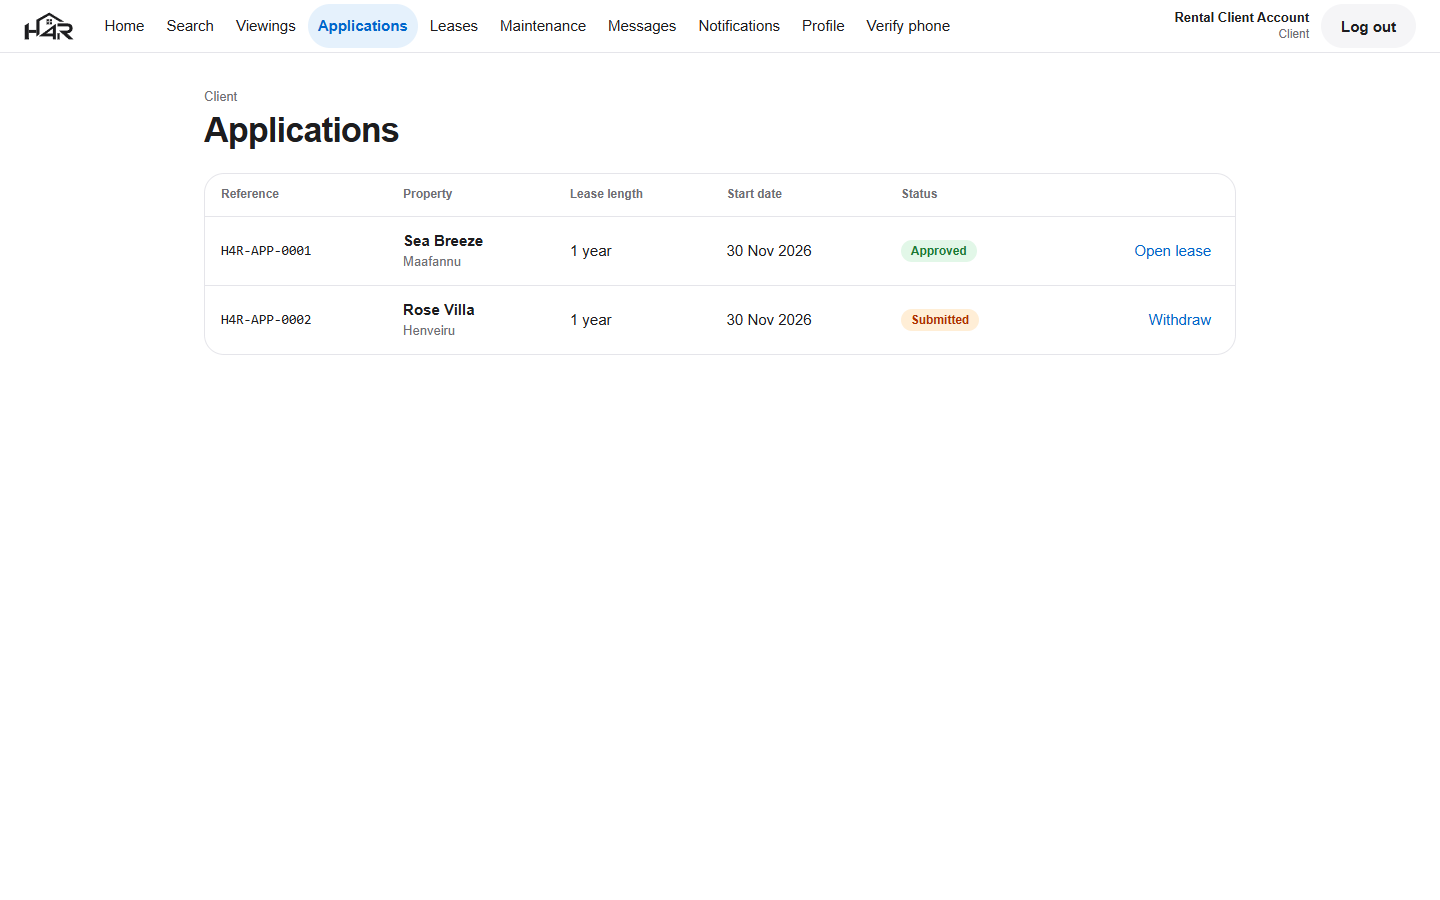 H4R Home Search Viewings Applications Leases Maintenance Messages Notifications Profile Verify phone Rental Client Account Log out
Client
Client
Applications
Reference Property Lease length Start date Status
H4R-APP-0001 Sea Breeze 1 year 30 Nov 2026 Approved Open lease
Maafannu
H4R-APP-0002 Rose Villa 1 year 30 Nov 2026 Submitted Withdraw
Henveiru